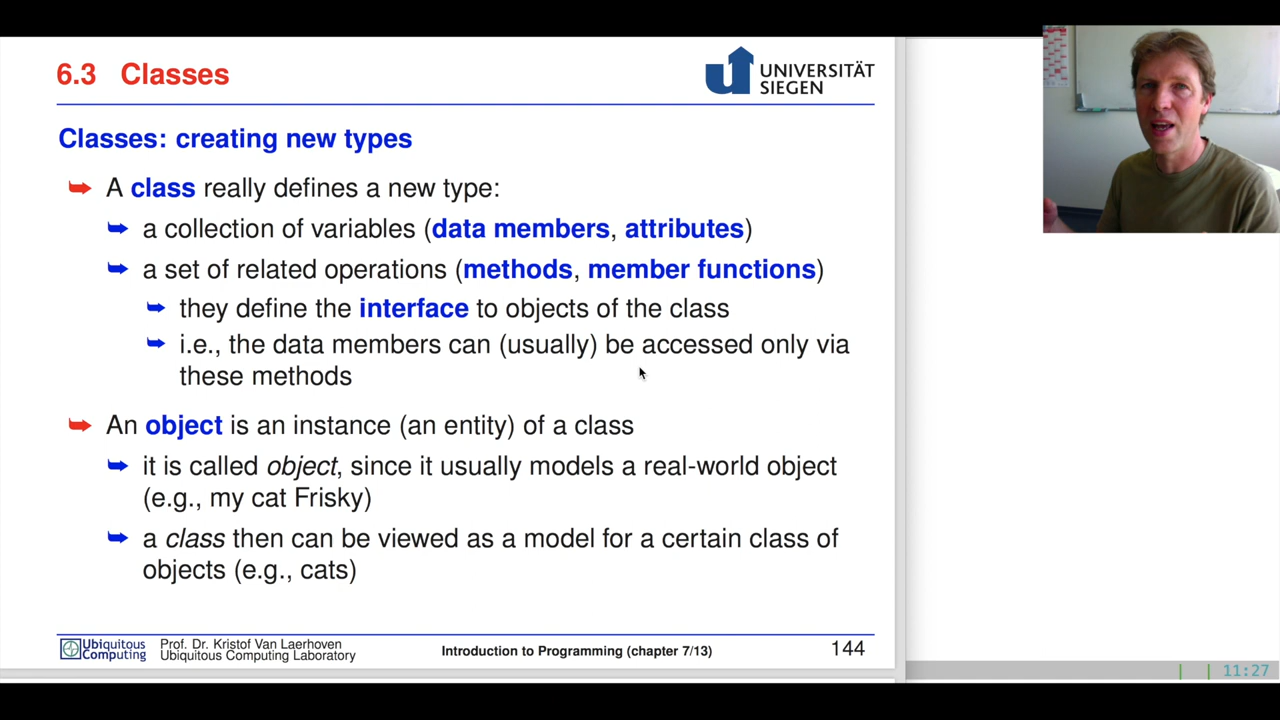 6.3 Classes
UNIVERSITÄT
SIEGEN
Classes: creating new types
A class really defines a new type:
a collection of variables (data members, attributes)
a set of related operations (methods, member functions)
they define the interface to objects of the class
i.e., the data members can (usually) be accessed only via
these methods
An object is an instance (an entity) of a class
it is called object, since it usually models a real-world object
(e.g., my cat Frisky)
a class then can be viewed as a model for a certain class of
objects (e.g., cats)
Ubiquitous
Computing
Prof. Dr. Kristof Van Laerhoven
Ubiquitous Computing Laboratory
Introduction to Programming (chapter 7/13)
144
11:27